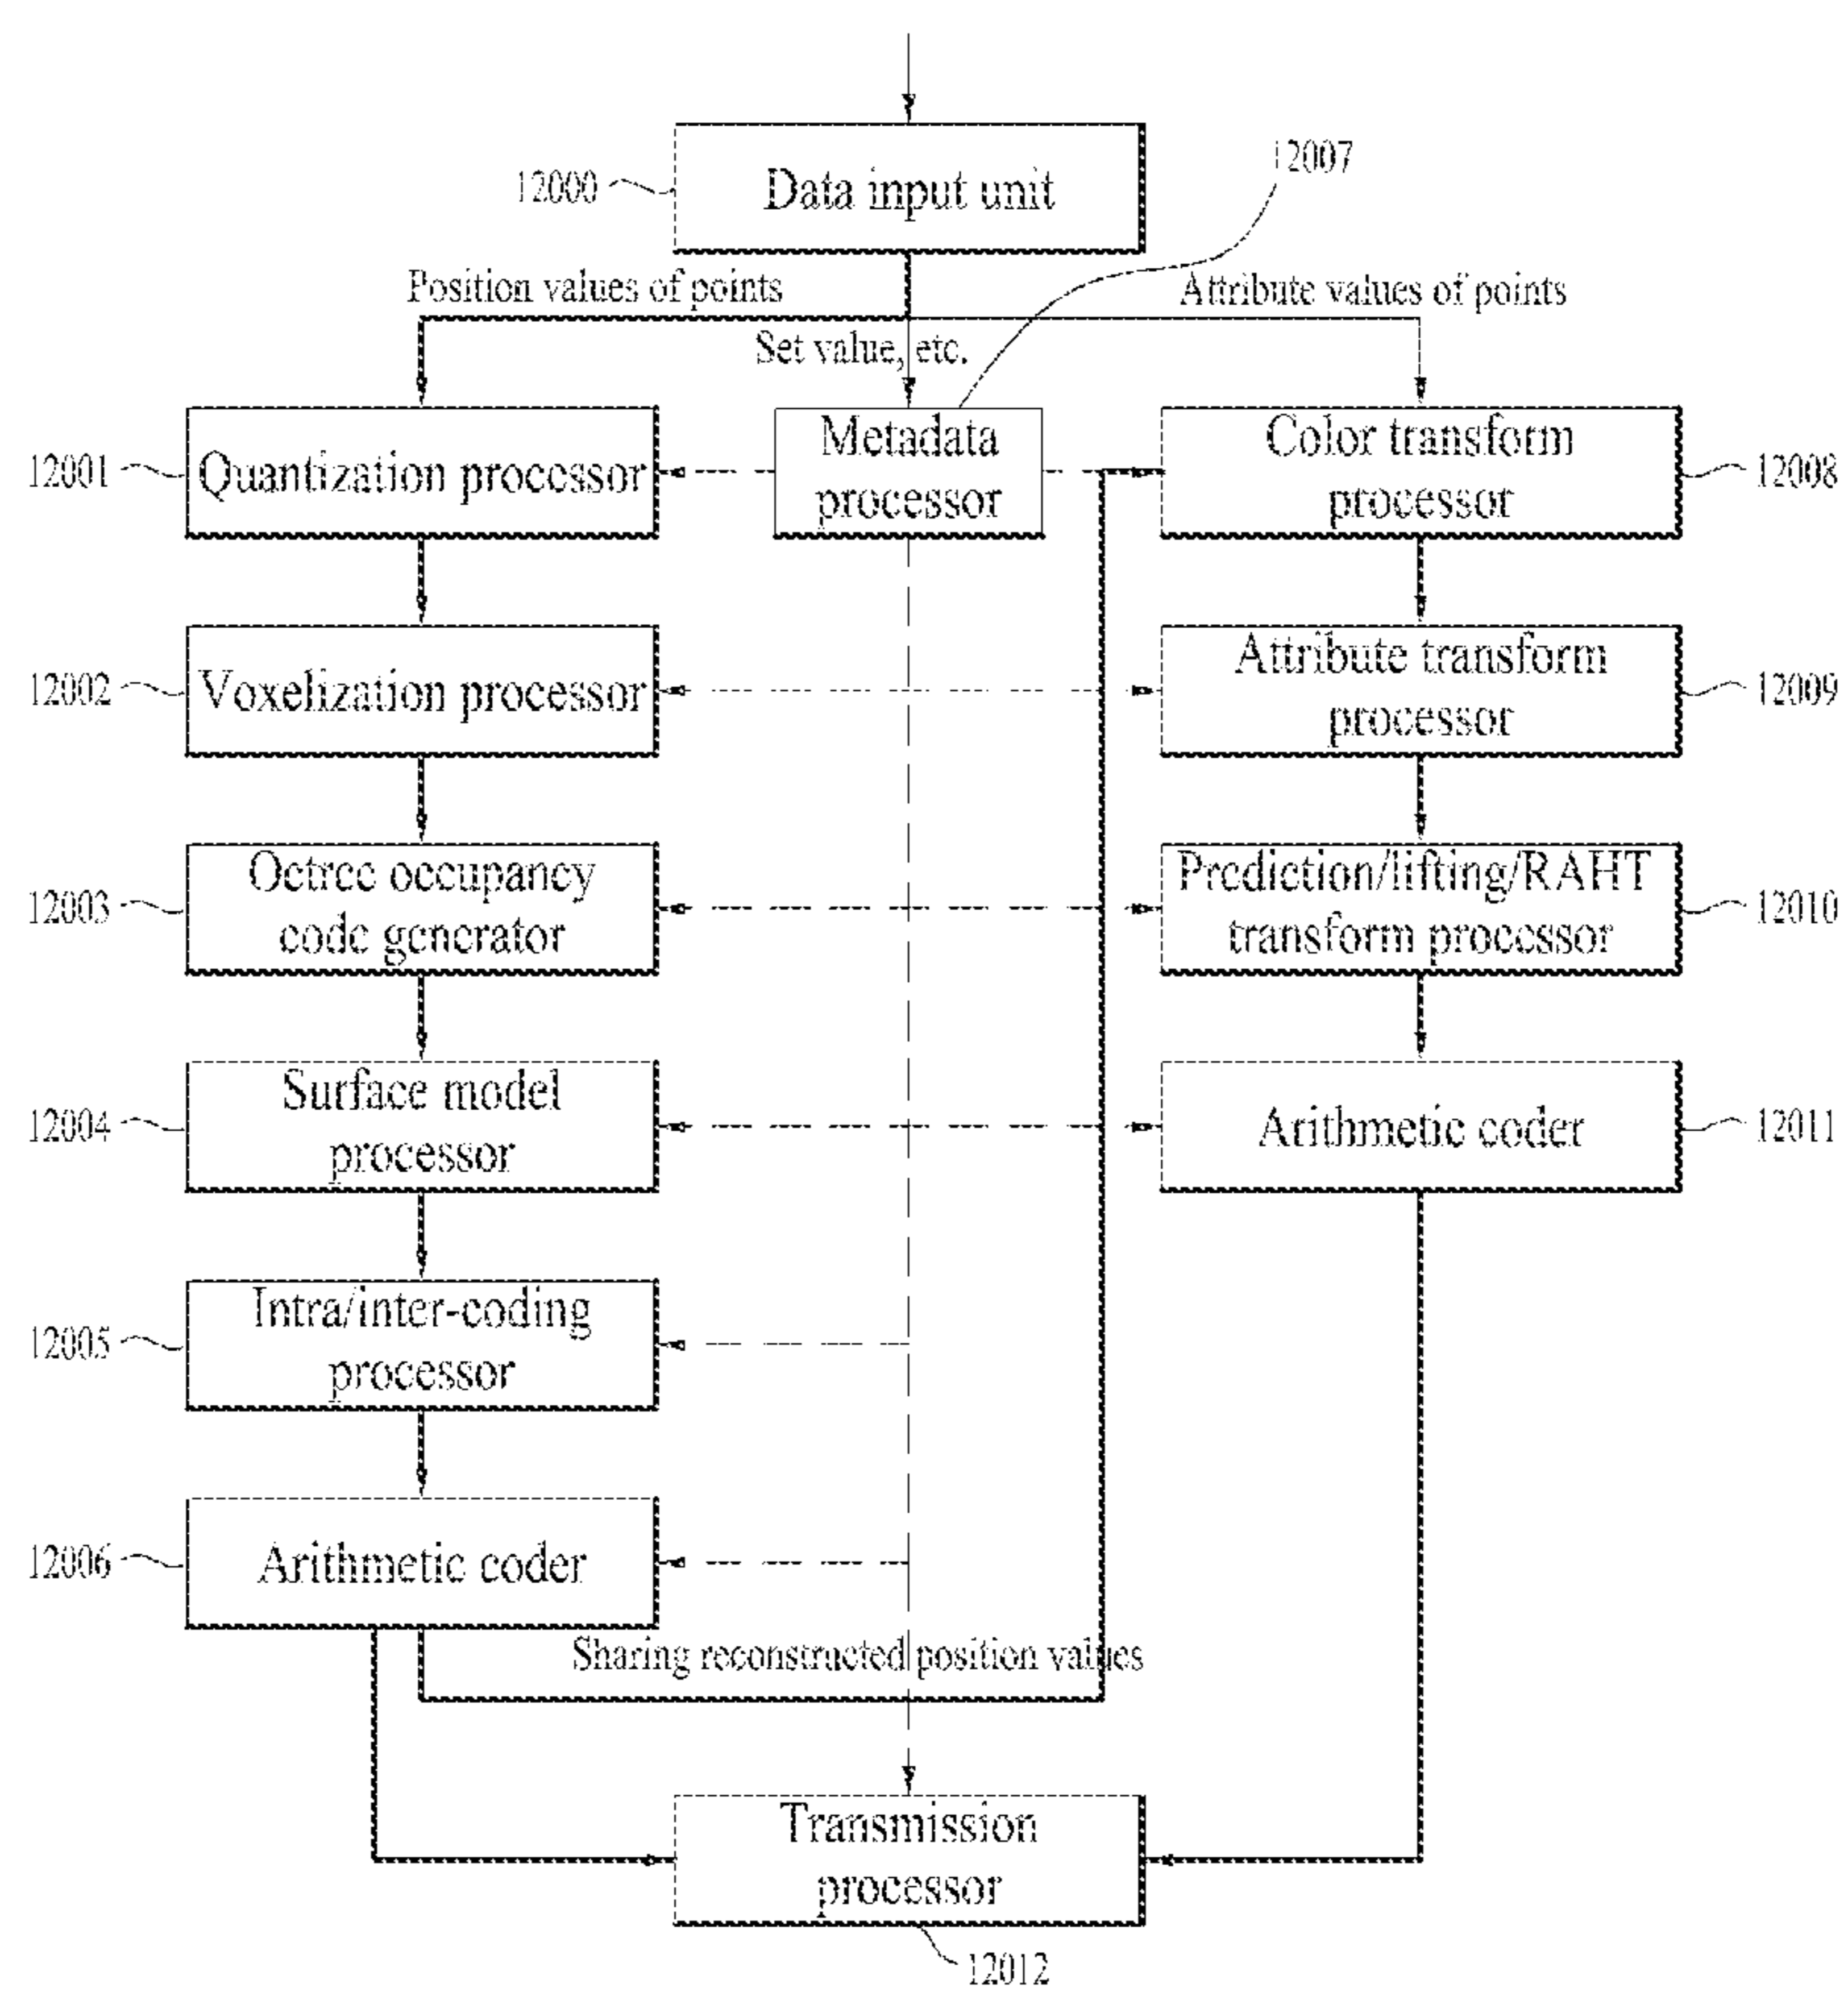 12000
Data input unit
12007
Position values of points
Attribute values of points
Set value, etc.
12001
Quantization processor
Metadata
processor
Color transform
processor
12008
12002
Voxelization processor
Attribute transform
processor
12009
12003
Octree occupancy
code generator
Prediction/lifting/RAHT
transform processor
12010
12004
Surface model
processor
Arithmetic coder
12011
12005
Intra/inter-coding
processor
12006
Arithmetic coder
Sharing reconstructed position values
Transmission
processor
12012